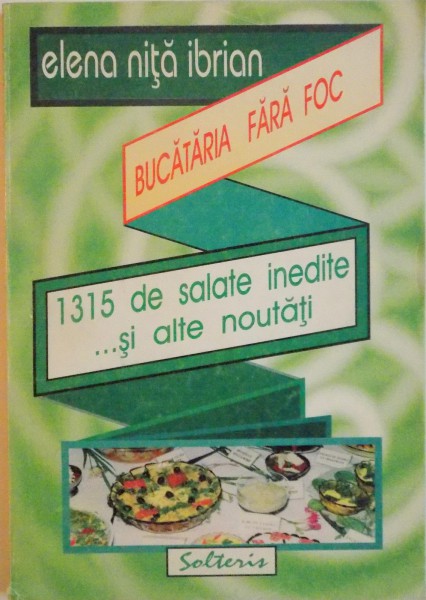 elena niţă ibrian
BUCĂTĂRIA FĂRĂ FOC
1315 de salate inedite
...şi alte noutăţi
Solteris